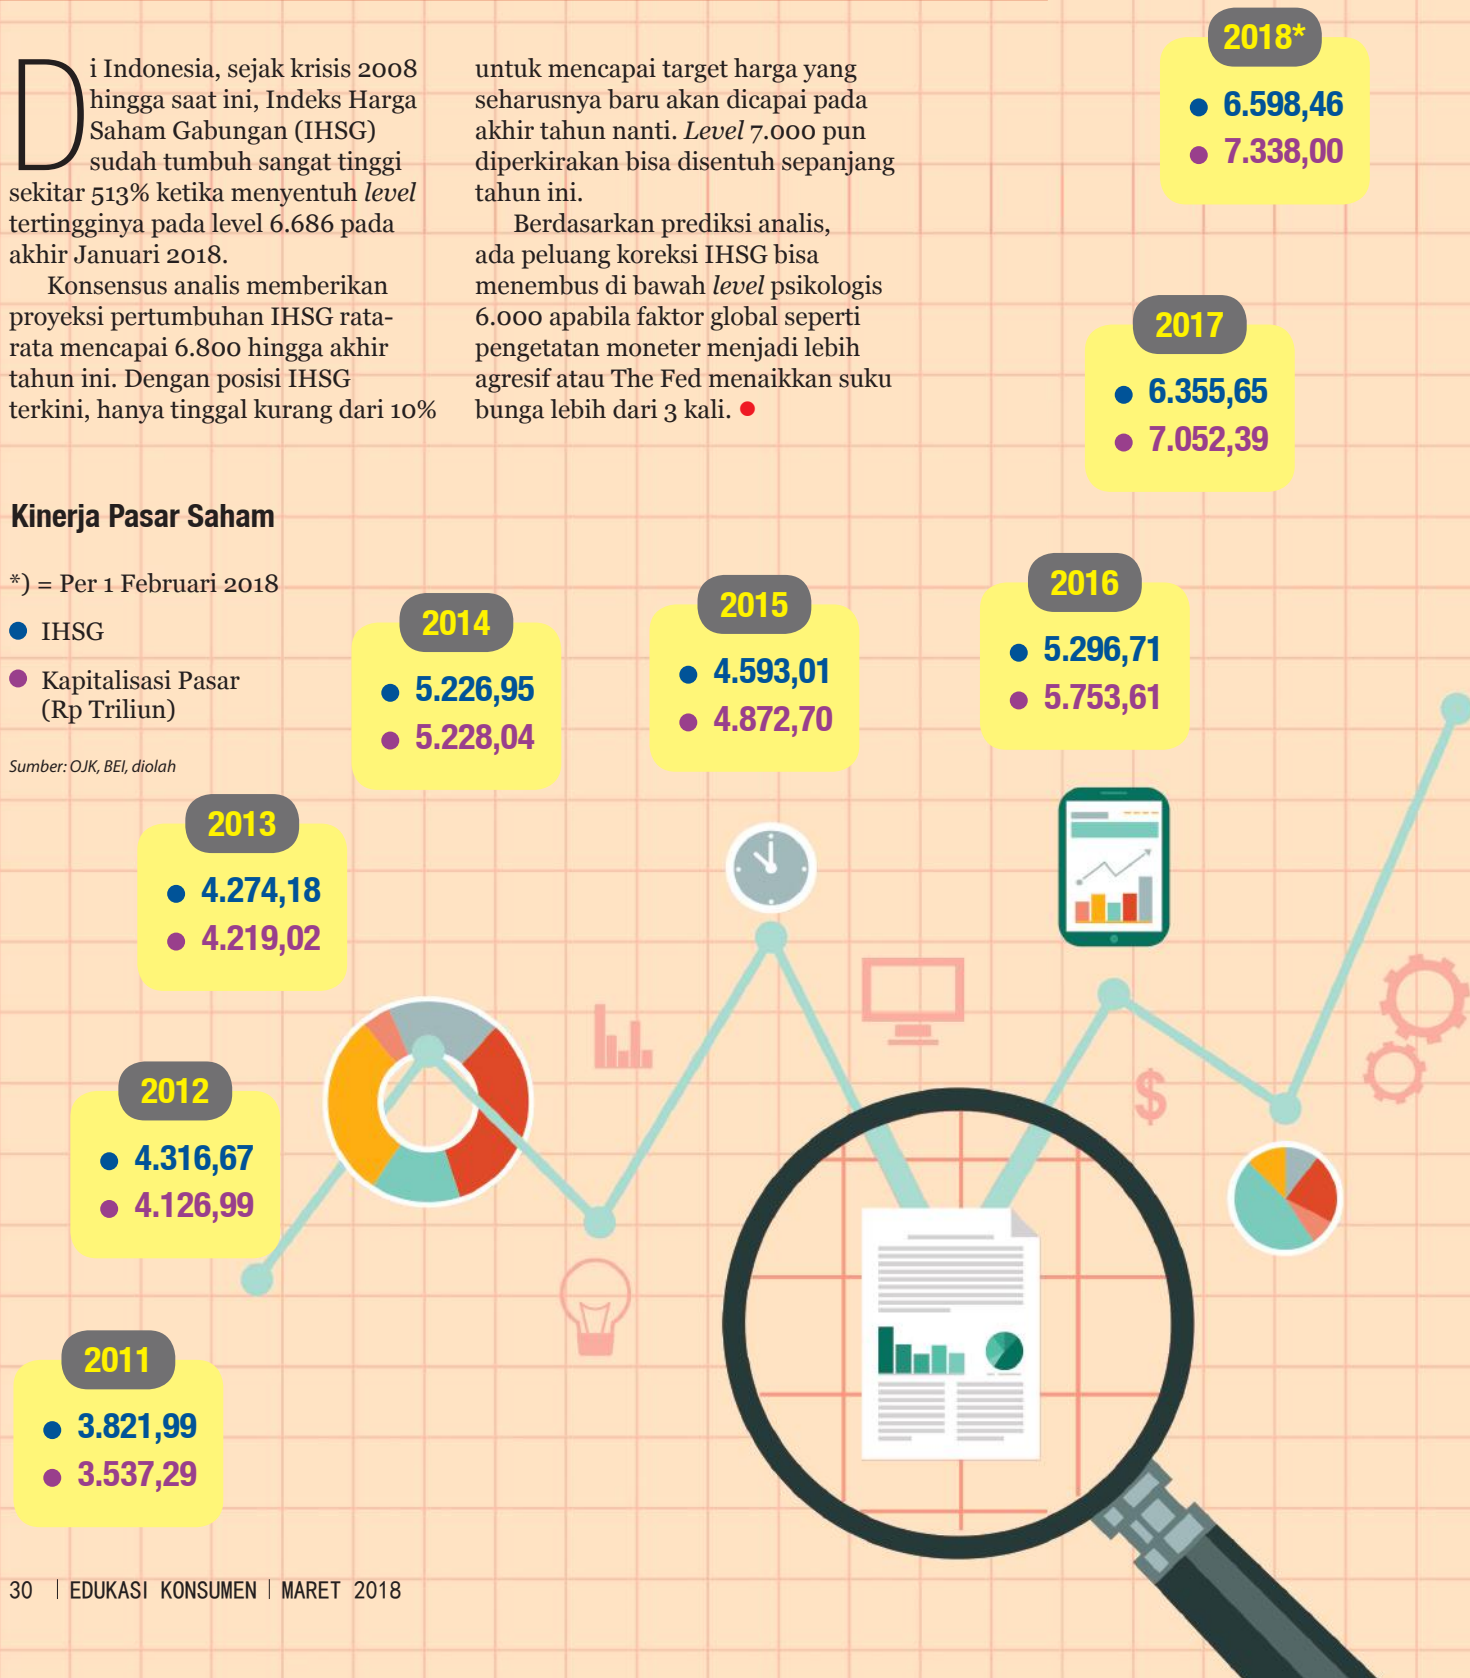 Di Indonesia, sejak krisis 2008
hingga saat ini, Indeks Harga
Saham Gabungan (IHSG)
sudah tumbuh sangat tinggi
sekitar 513% ketika menyentuh level
tertingginya pada level 6.686 pada
akhir Januari 2018.
Konsensus analis memberikan
proyeksi pertumbuhan IHSG rata-
rata mencapai 6.800 hingga akhir
tahun ini. Dengan posisi IHSG
terkini, hanya tinggal kurang dari 10%
untuk mencapai target harga yang
seharusnya baru akan dicapai pada
akhir tahun nanti. Level 7.000 pun
diperkirakan bisa disentuh sepanjang
tahun ini.
Berdasarkan prediksi analis,
ada peluang koreksi IHSG bisa
menembus di bawah level psikologis
6.000 apabila faktor global seperti
pengetatan moneter menjadi lebih
agresif atau The Fed menaikkan suku
bunga lebih dari 3 kali.
Kinerja Pasar Saham
*) = Per 1 Februari 2018
IHSG
Kapitalisasi Pasar
(Rp Triliun)
Sumber: OJK, BEI, diolah
2018*
6.598,46
7.338,00
2017
6.355,65
7.052,39
2016
5.296,71
5.753,61
2015
4.593,01
4.872,70
2014
5.226,95
5.228,04
2013
4.274,18
4.219,02
2012
4.316,67
4.126,99
2011
3.821,99
3.537,29
$
30 | EDUKASI KONSUMEN | MARET 2018